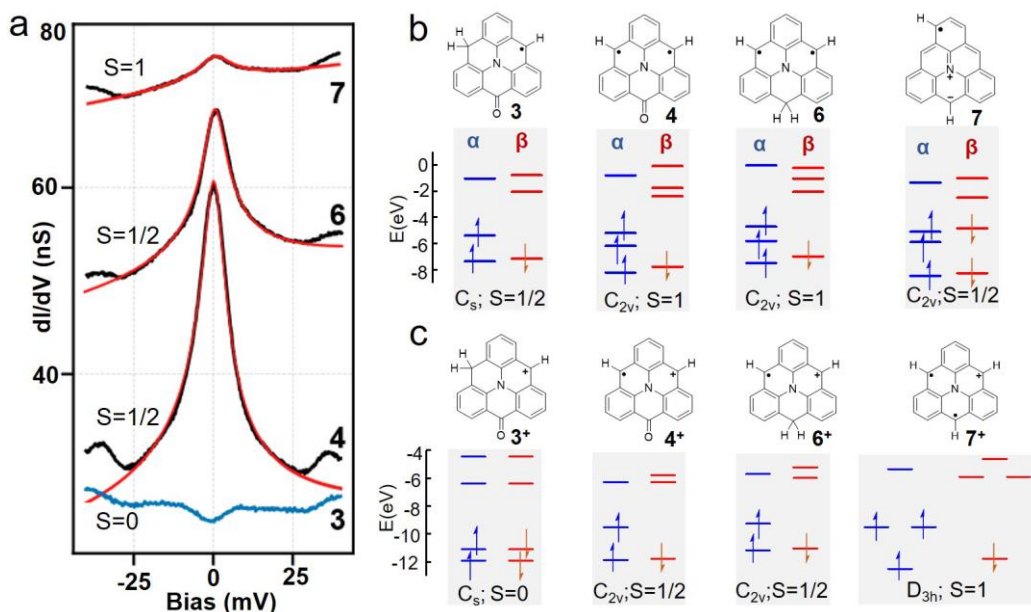 a
80
60
40
dI/dV (nS)
S=1
7
6
S=1/2
S=1/2
4
S=0
3
-25 0 25
Bias (mV)
b
H H H
N
O
3
H H
N
O
4
H H
N
H H
6
H
N
+
−
H
7
α β α β α β α β
E(eV)
0
-2
-4
-6
-8
Cs; S=1/2
C2v; S=1
C2v; S=1
C2v;S=1/2
c
H H + H
N
O
3+
H + H
N
O
4+
H + H
N
H H
6+
H + H
N
H
7+
E(eV)
-4
-6
-8
-10
-12
Cs; S=0
C2v;S=1/2
C2v;S=1/2
D3h; S=1